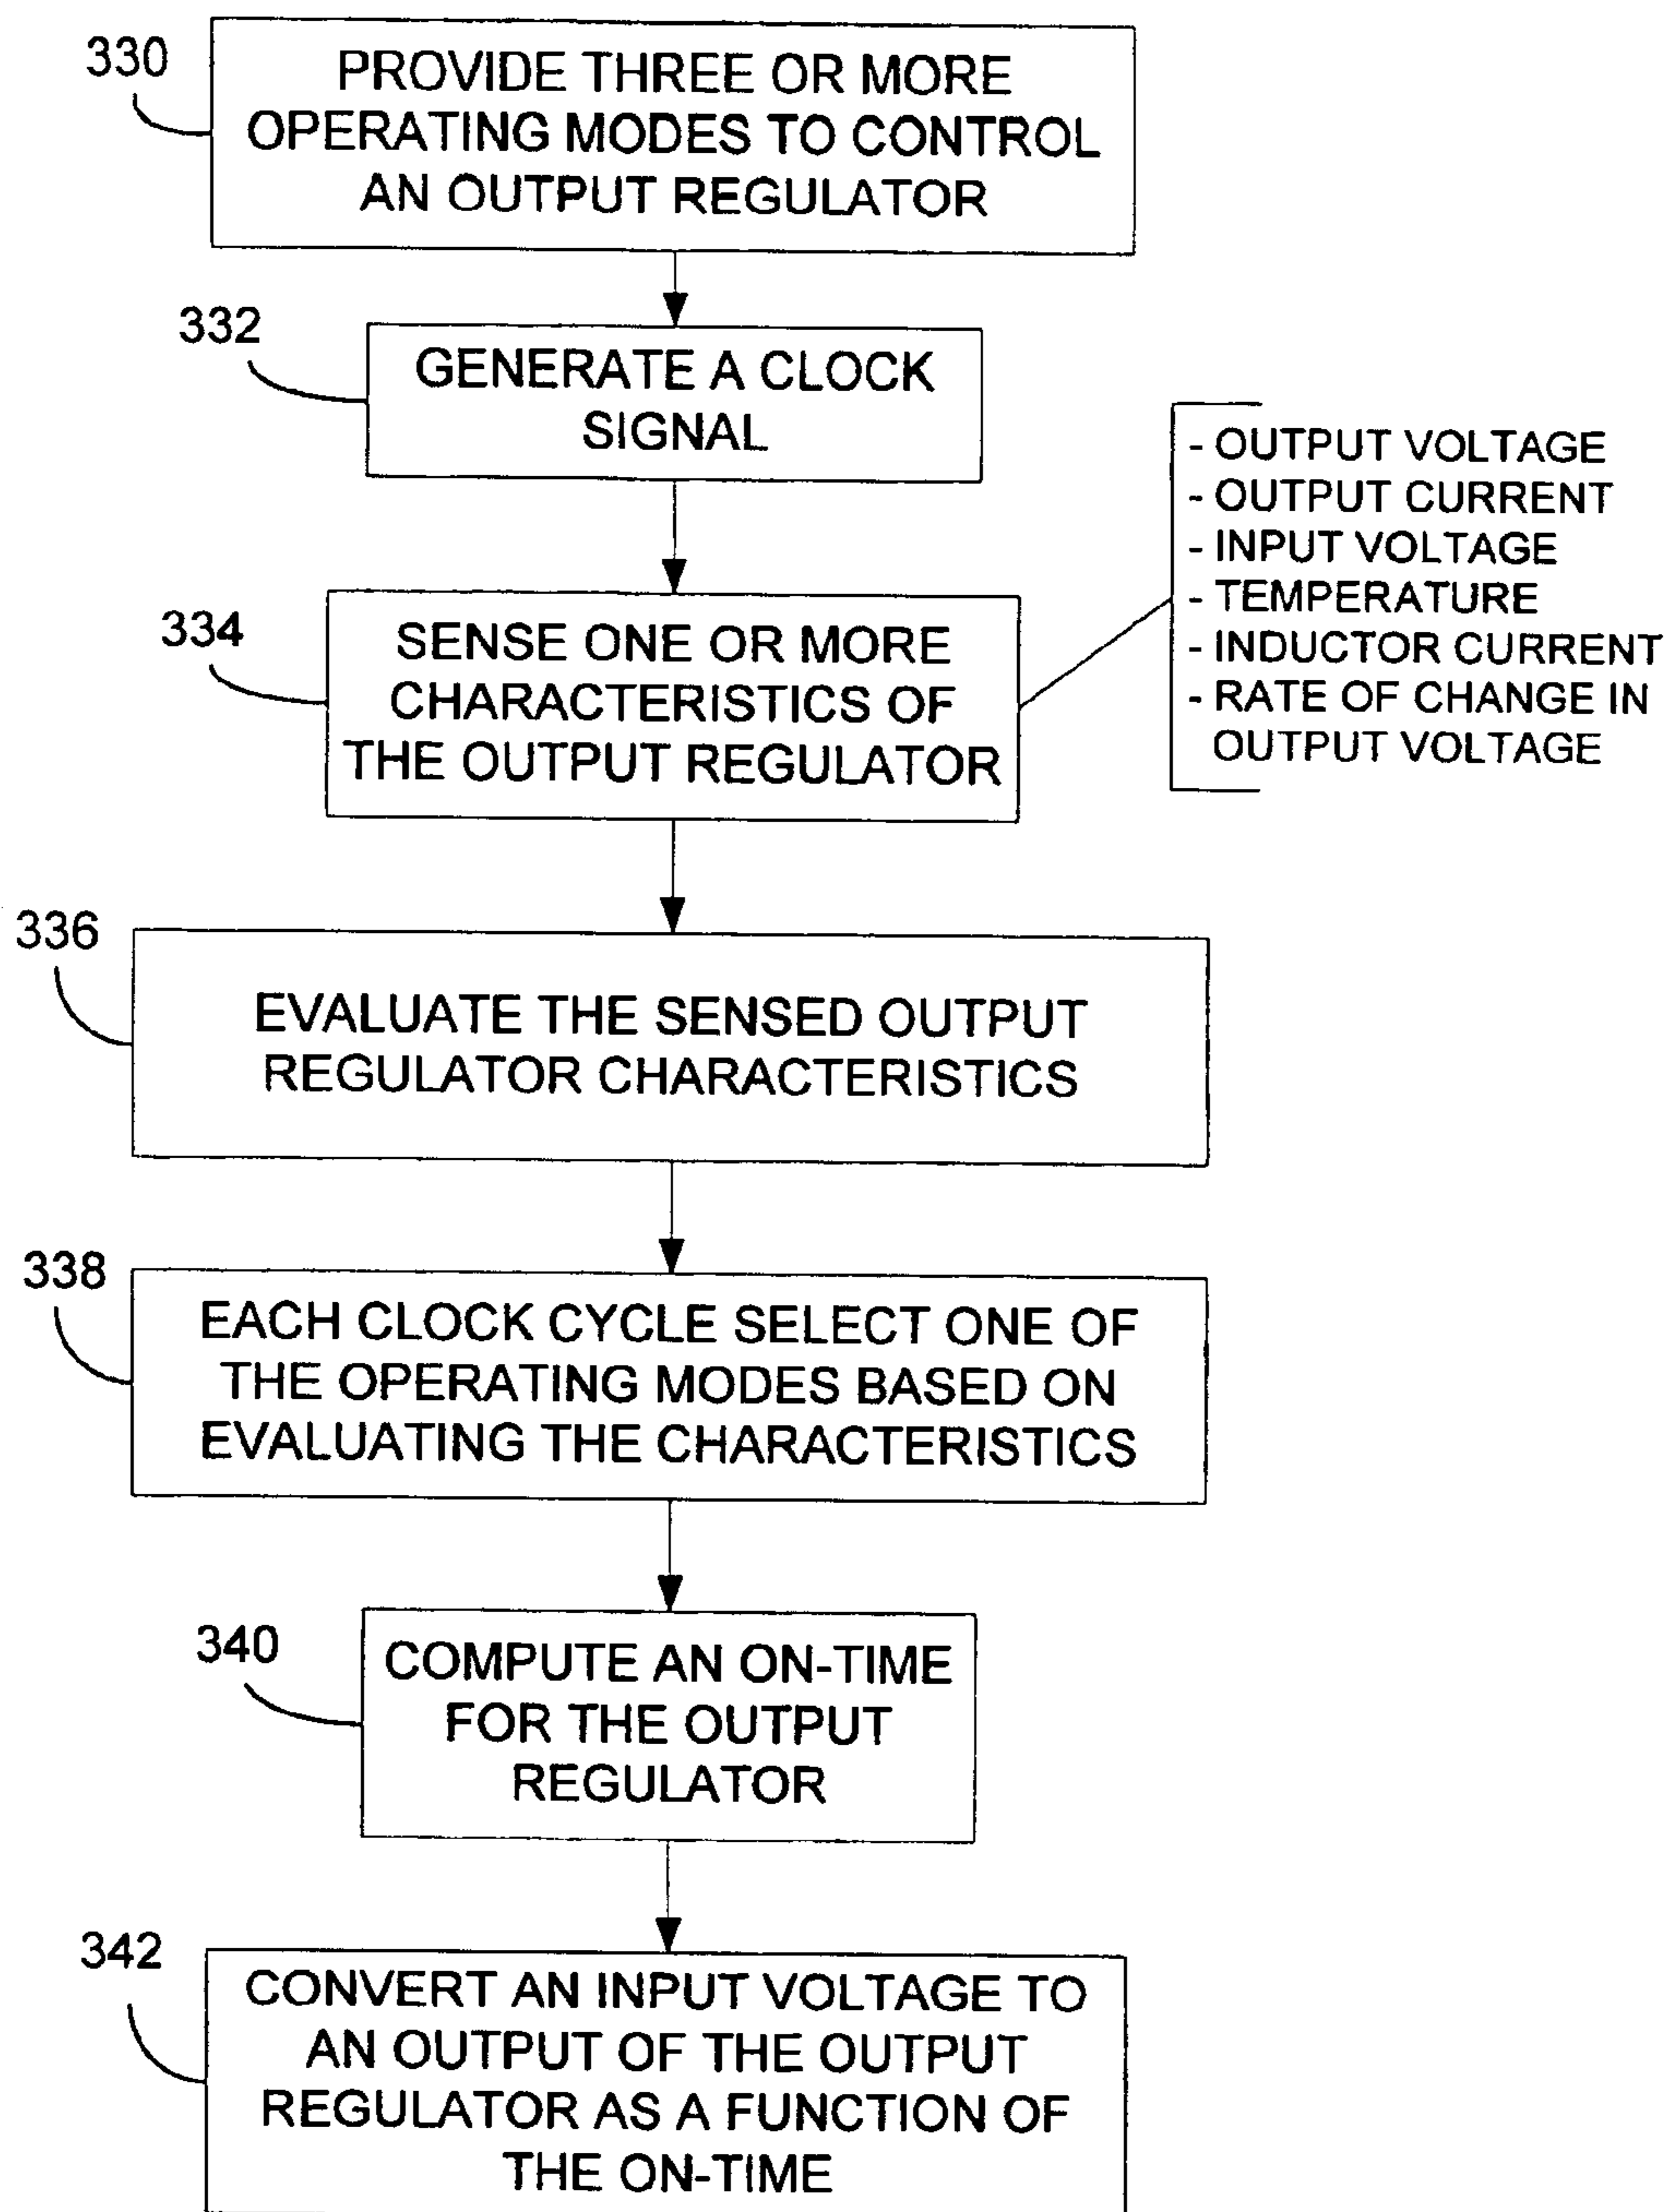 330
PROVIDE THREE OR MORE
OPERATING MODES TO CONTROL
AN OUTPUT REGULATOR
332
GENERATE A CLOCK
SIGNAL
334
SENSE ONE OR MORE
CHARACTERISTICS OF
THE OUTPUT REGULATOR
- OUTPUT VOLTAGE
- OUTPUT CURRENT
- INPUT VOLTAGE
- TEMPERATURE
- INDUCTOR CURRENT
- RATE OF CHANGE IN
OUTPUT VOLTAGE
336
EVALUATE THE SENSED OUTPUT
REGULATOR CHARACTERISTICS
338
EACH CLOCK CYCLE SELECT ONE OF
THE OPERATING MODES BASED ON
EVALUATING THE CHARACTERISTICS
340
COMPUTE AN ON-TIME
FOR THE OUTPUT
REGULATOR
342
CONVERT AN INPUT VOLTAGE TO
AN OUTPUT OF THE OUTPUT
REGULATOR AS A FUNCTION OF
THE ON-TIME